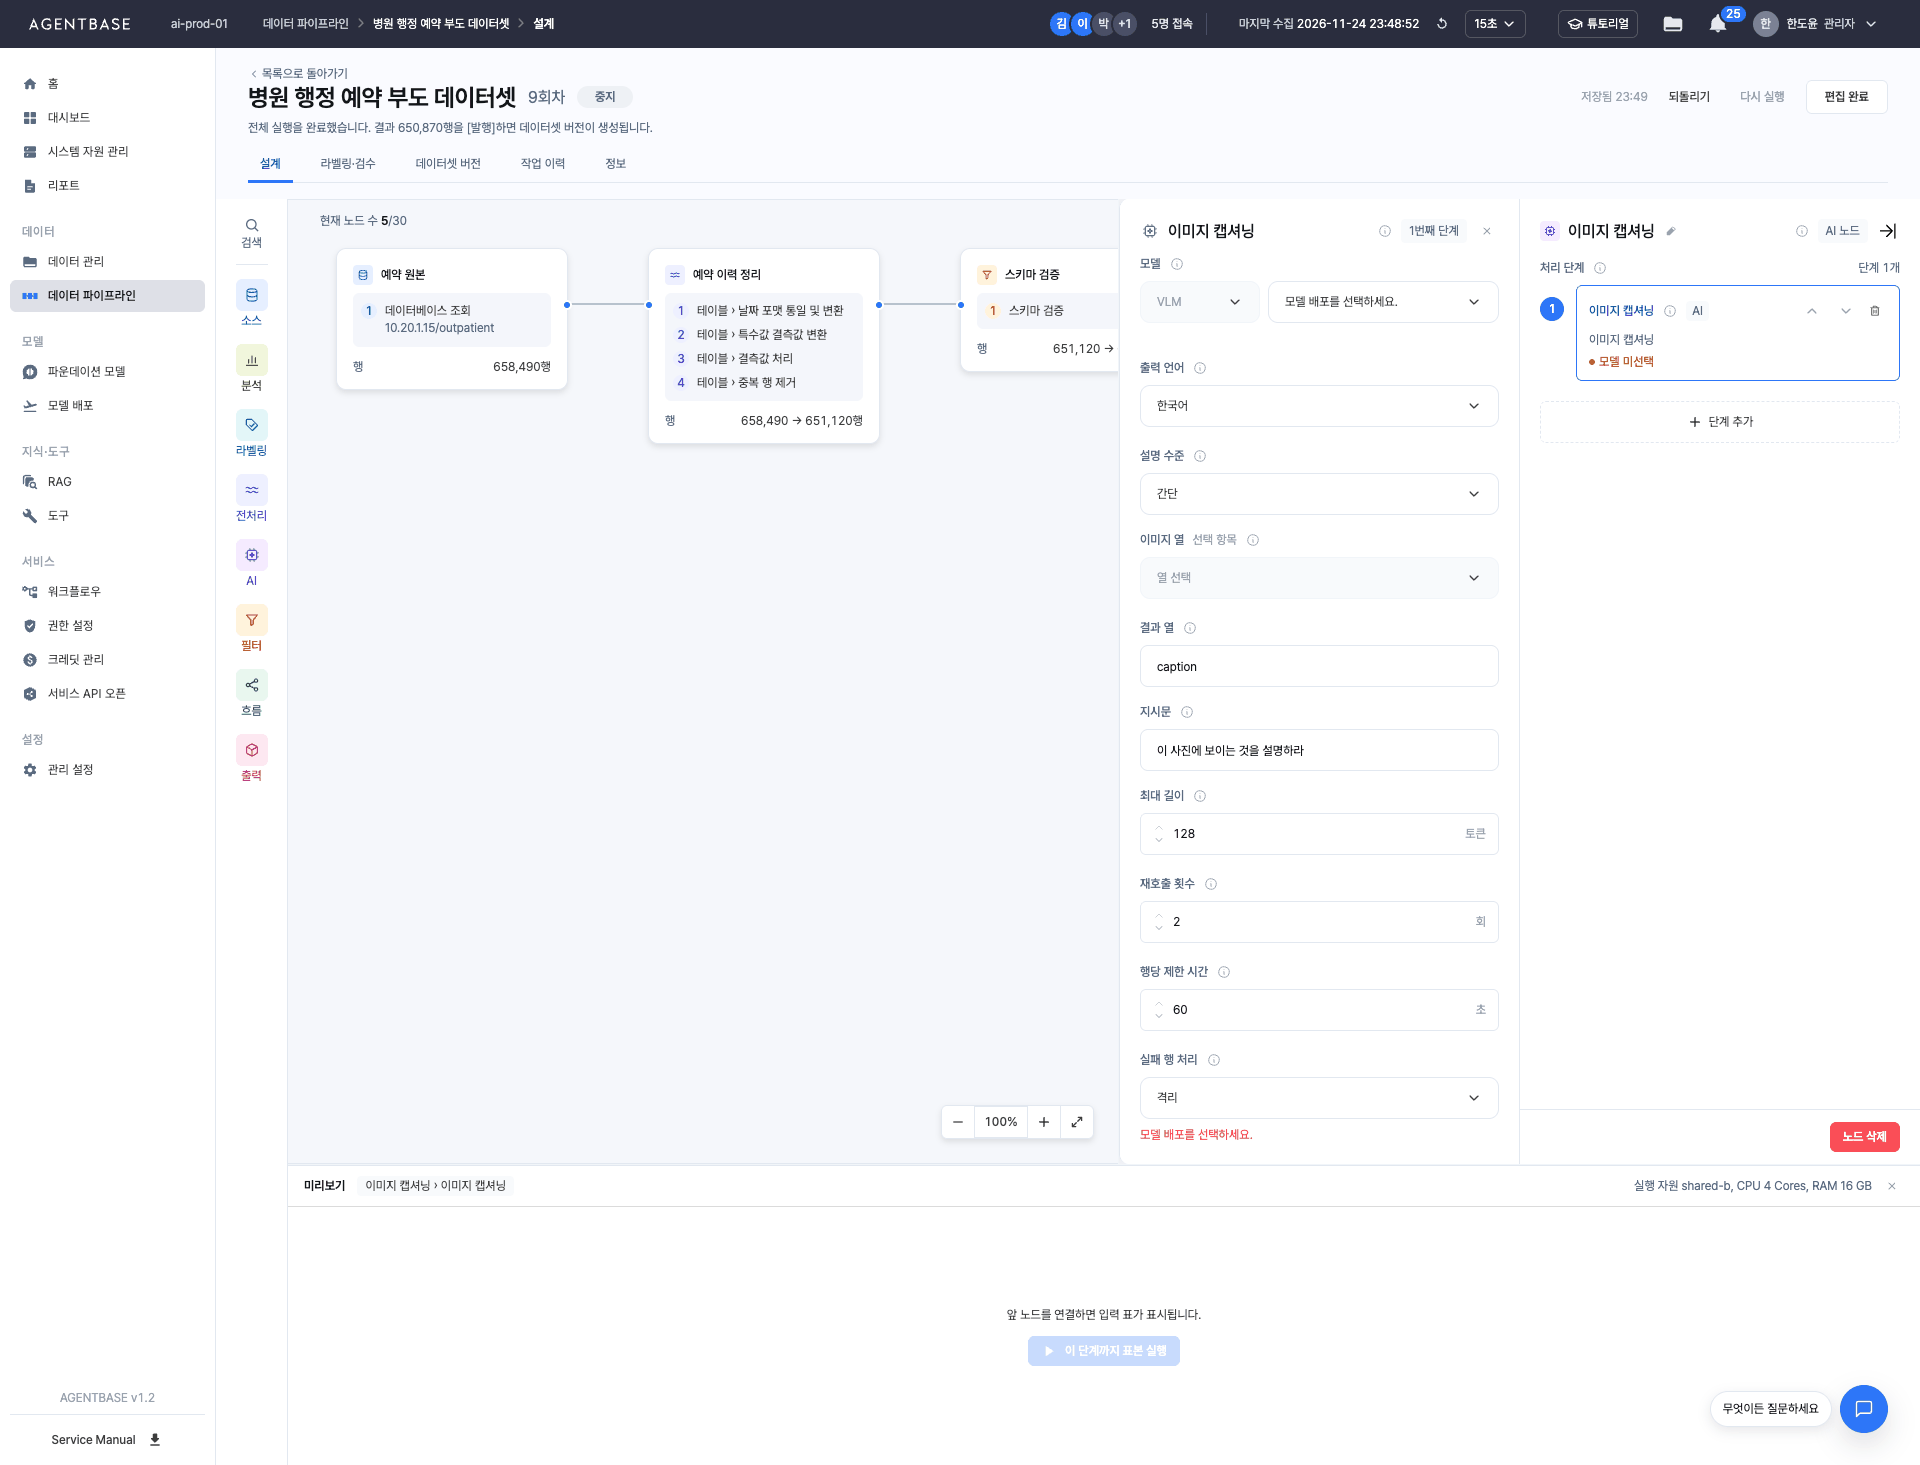 AGENTBASE
ai-prod-01
데이터 파이프라인 > 병원 행정 예약 부도 데이터셋 > 설계
김 이 박 +1 5명 접속
마지막 수집 2026-11-24 23:48:52
15초
튜토리얼
25
한 한도윤 관리자
홈
대시보드
시스템 자원 관리
리포트
데이터
데이터 관리
데이터 파이프라인
모델
파운데이션 모델
모델 배포
지식·도구
RAG
도구
서비스
워크플로우
권한 설정
크레딧 관리
서비스 API 오픈
설정
관리 설정
AGENTBASE v1.2
Service Manual
목록으로 돌아가기
병원 행정 예약 부도 데이터셋 9회차 중지
전체 실행을 완료했습니다. 결과 650,870행을 [발행]하면 데이터셋 버전이 생성됩니다.
저장됨 23:49 되돌리기 다시 실행 편집 완료
설계 라벨링·검수 데이터셋 버전 작업 이력 정보
검색
소스
분석
라벨링
전처리
AI
필터
흐름
출력
현재 노드 수 5/30
예약 원본
1 데이터베이스 조회
10.20.1.15/outpatient
행 658,490행
예약 이력 정리
1 테이블 › 날짜 포맷 통일 및 변환
2 테이블 › 특수값 결측값 변환
3 테이블 › 결측값 처리
4 테이블 › 중복 행 제거
행 658,490 → 651,120행
스키마 검증
1 스키마 검증
행 651,120 →
100%
이미지 캡셔닝 1번째 단계
모델
VLM 모델 배포를 선택하세요.
출력 언어
한국어
설명 수준
간단
이미지 열 선택 항목
열 선택
결과 열
caption
지시문
이 사진에 보이는 것을 설명하라
최대 길이
128 토큰
재호출 횟수
2 회
행당 제한 시간
60 초
실패 행 처리
격리
모델 배포를 선택하세요.
이미지 캡셔닝 AI 노드
처리 단계 단계 1개
1 이미지 캡셔닝 AI
이미지 캡셔닝
모델 미선택
단계 추가
노드 삭제
미리보기 이미지 캡셔닝 › 이미지 캡셔닝
실행 자원 shared-b, CPU 4 Cores, RAM 16 GB
앞 노드를 연결하면 입력 표가 표시됩니다.
이 단계까지 표본 실행
무엇이든 질문하세요